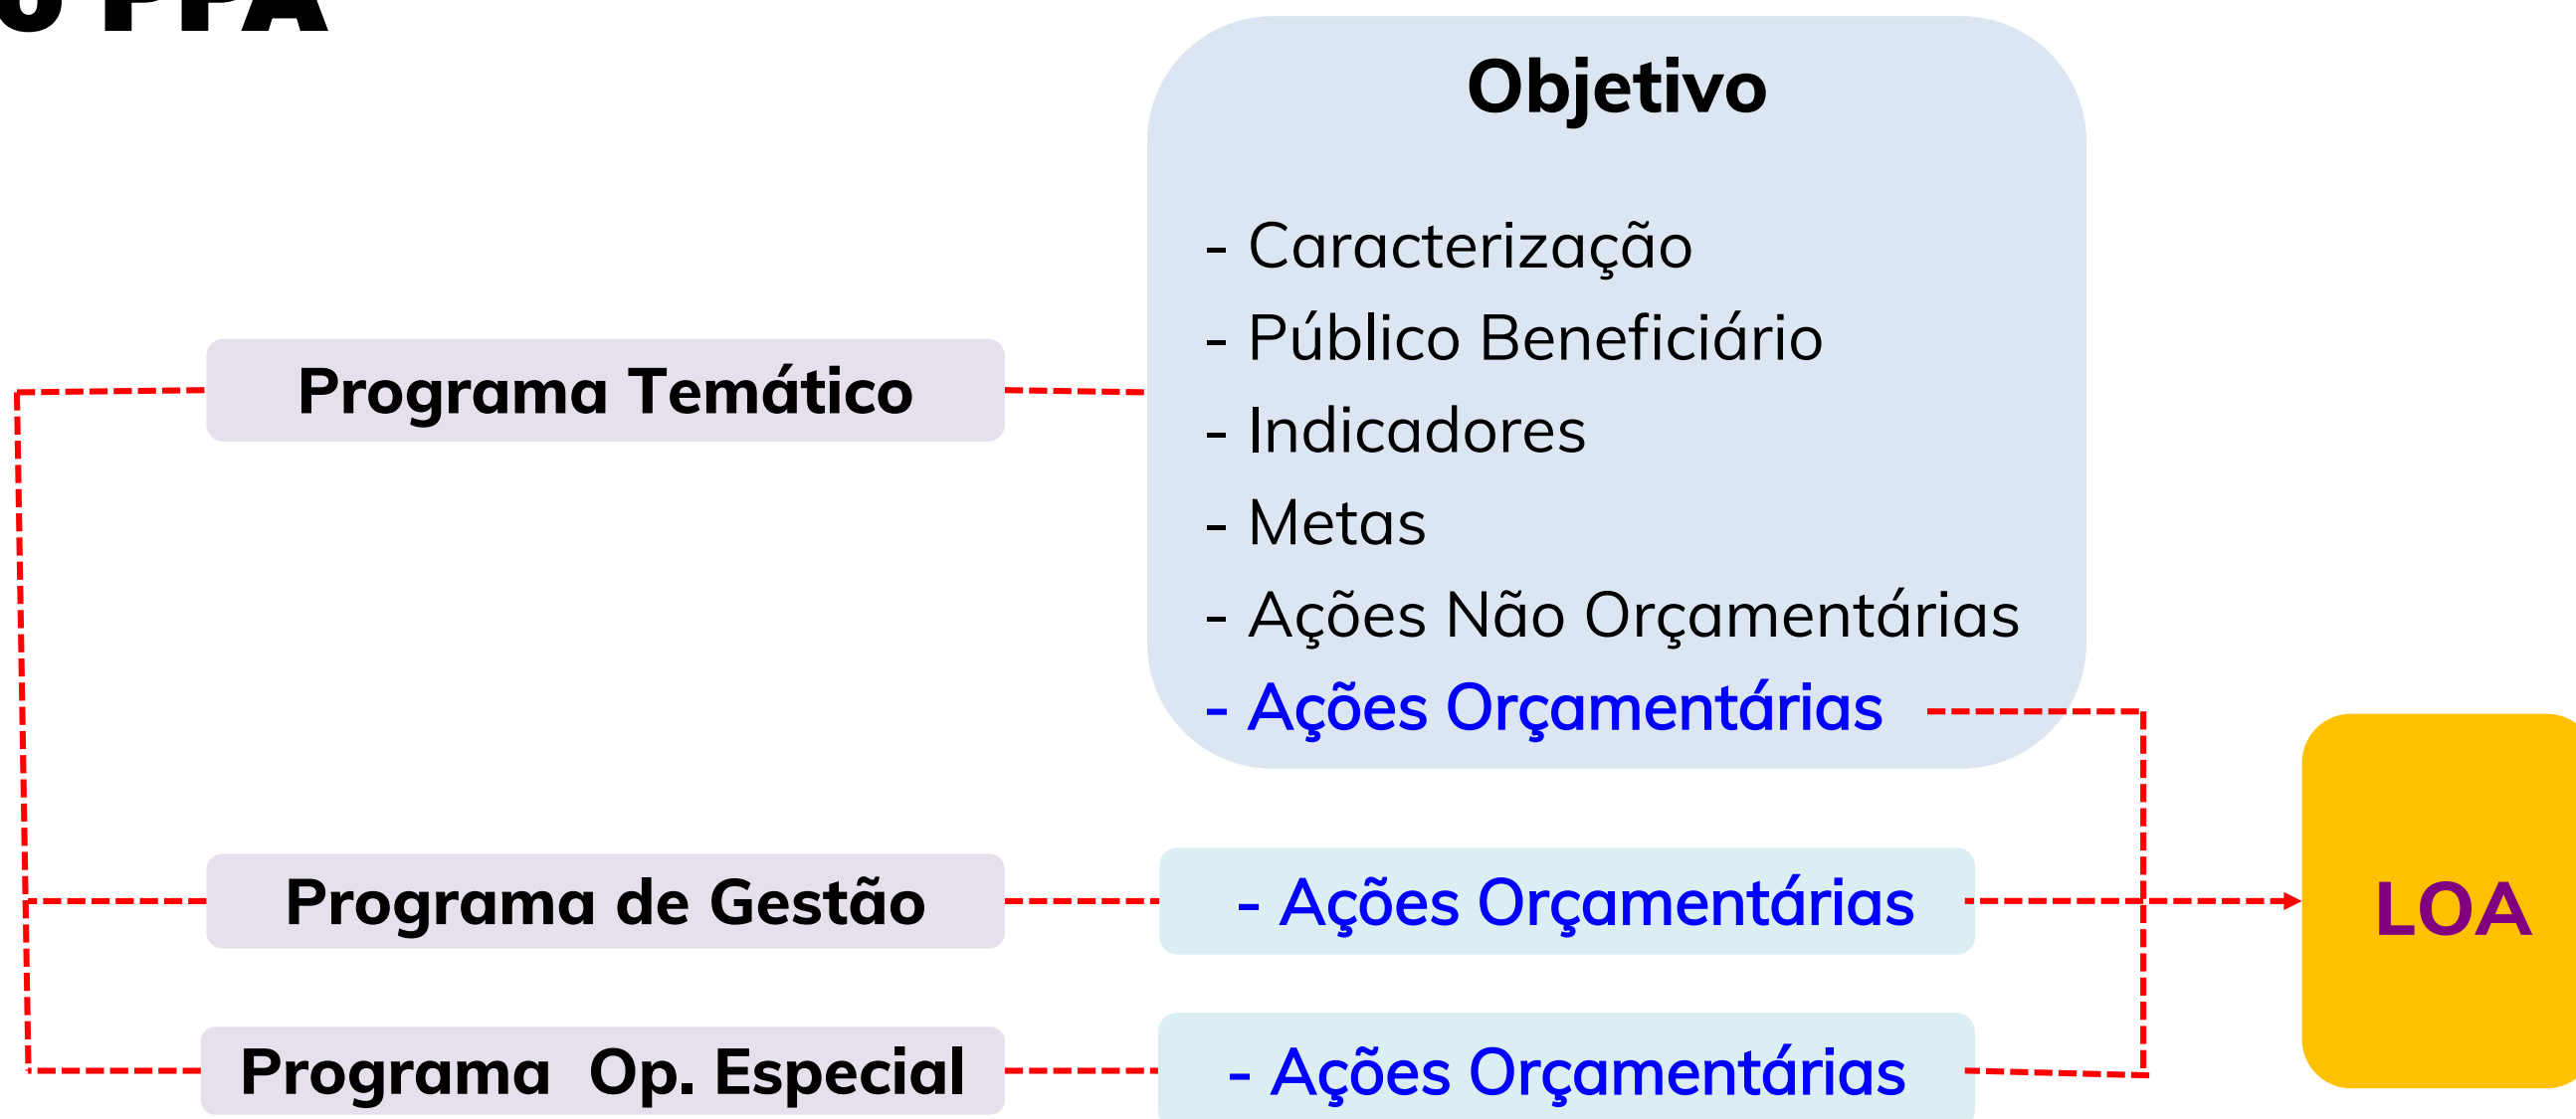 PPA
Objetivo
- Caracterização
- Público Beneficiário
Programa Temático
- Indicadores
- Metas
- Ações Não Orçamentárias
- Ações Orçamentárias
Programa de Gestão
- Ações Orçamentárias
LOA
Programa Op. Especial
- Ações Orçamentárias